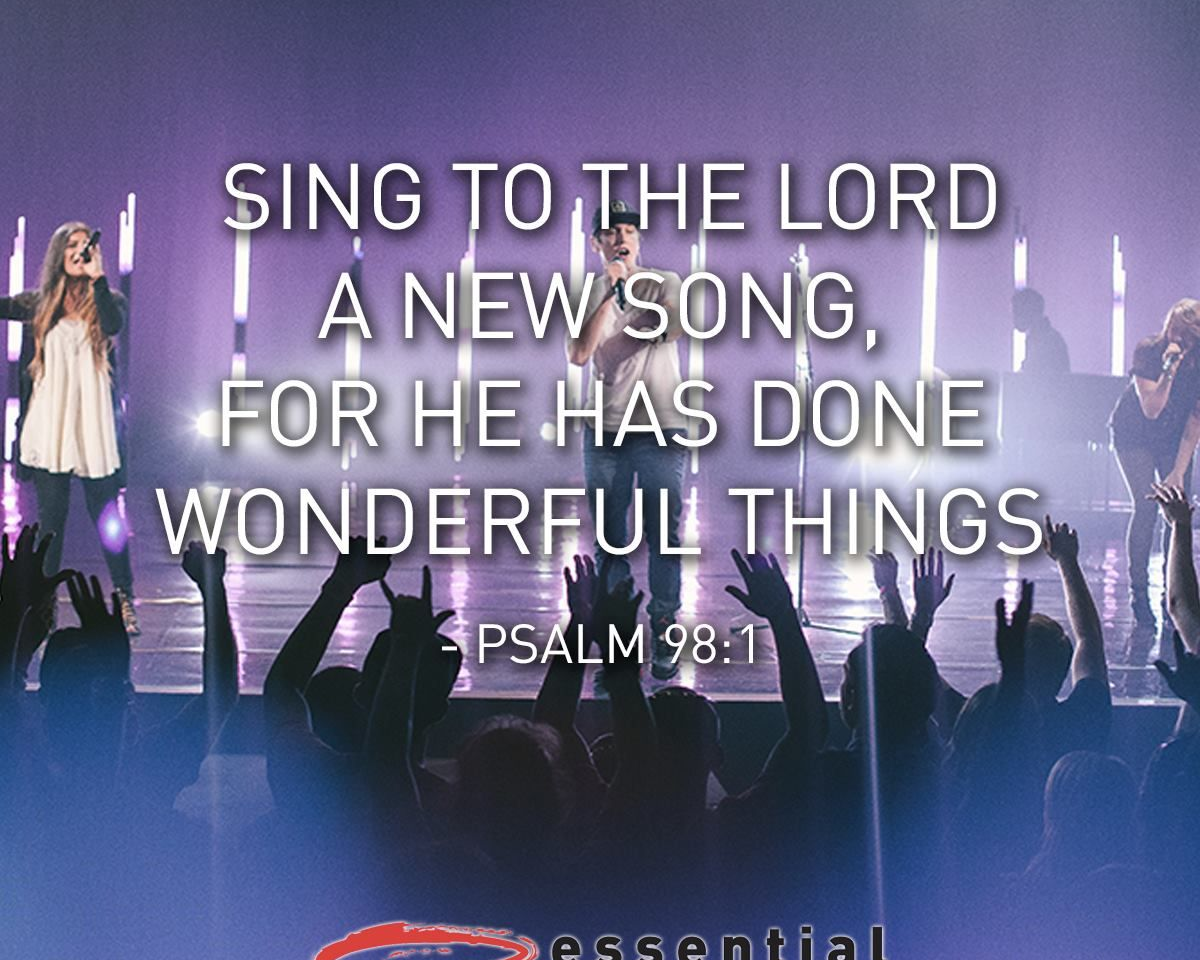 SING TO THE LORD
A NEW SONG,
FOR HE HAS DONE
WONDERFUL THINGS
- PSALM 98:1
essential